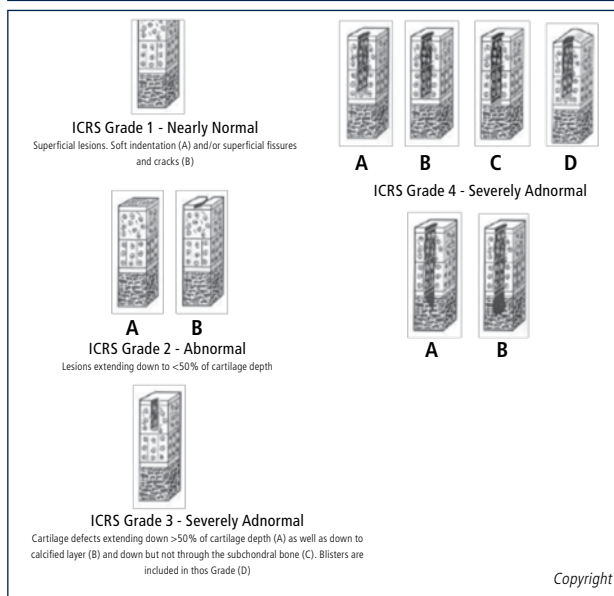 ICRS Grade 1 - Nearly Normal
Superficial lesions. Soft indentation (A) and/or superficial fissures
and cracks (B)
A B
ICRS Grade 2 - Abnormal
Lesions extending down to <50% of cartilage depth
ICRS Grade 3 - Severely Adnormal
Cartilage defects extending down >50% of cartilage depth (A) as well as down to
calcified layer (B) and down but not through the subchondral bone (C). Blisters are
included in thos Grade (D)
A B C D
ICRS Grade 4 - Severely Adnormal
A B
Copyright